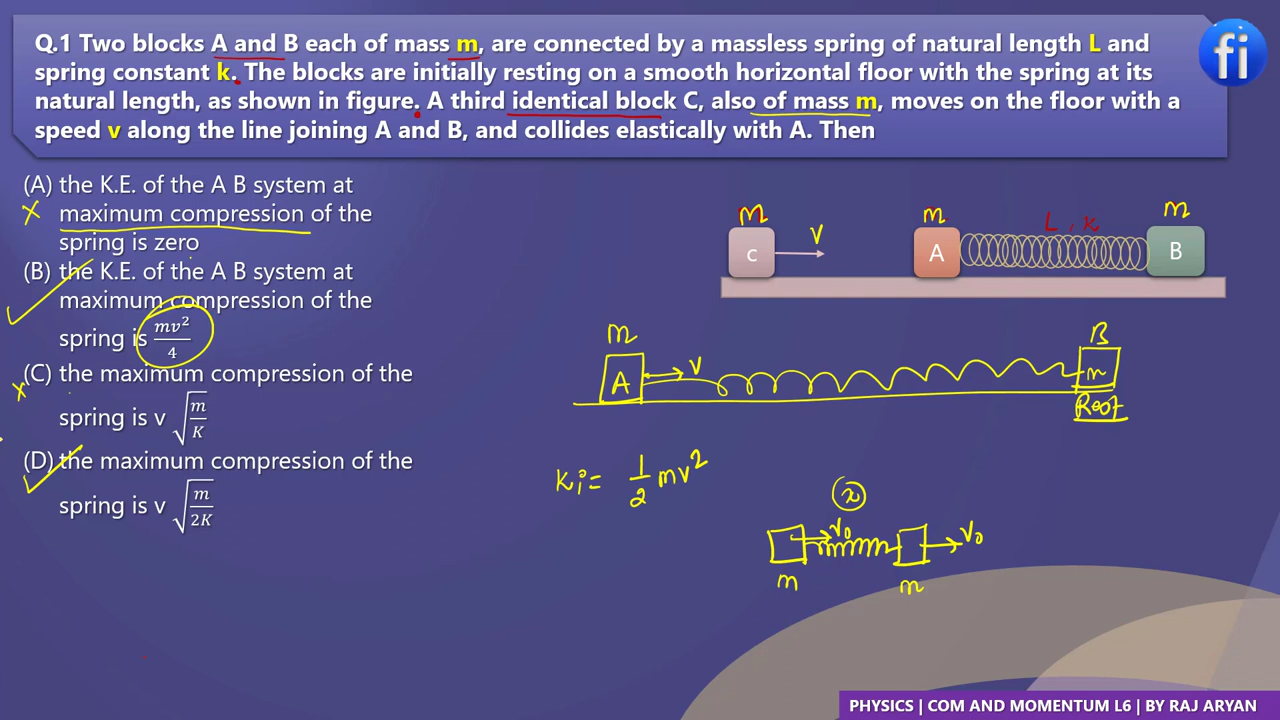 Q.1 Two blocks A and B each of mass m, are connected by a massless spring of natural length L and
spring constant k. The blocks are initially resting on a smooth horizontal floor with the spring at its
natural length, as shown in figure. A third identical block C, also of mass m, moves on the floor with a
speed v along the line joining A and B, and collides elastically with A. Then
fi
(A) the K.E. of the A B system at
maximum compression of the
spring is zero
(B) the K.E. of the A B system at
maximum compression of the
spring is mv²/4
(C) the maximum compression of the
spring is v √(m/K)
(D) the maximum compression of the
spring is v √(m/2K)
m m L, k m
c v A B
m B
A v m
Rest
Ki = 1/2 mv²
x
v₀ v₀
m m
PHYSICS | COM AND MOMENTUM L6 | BY RAJ ARYAN